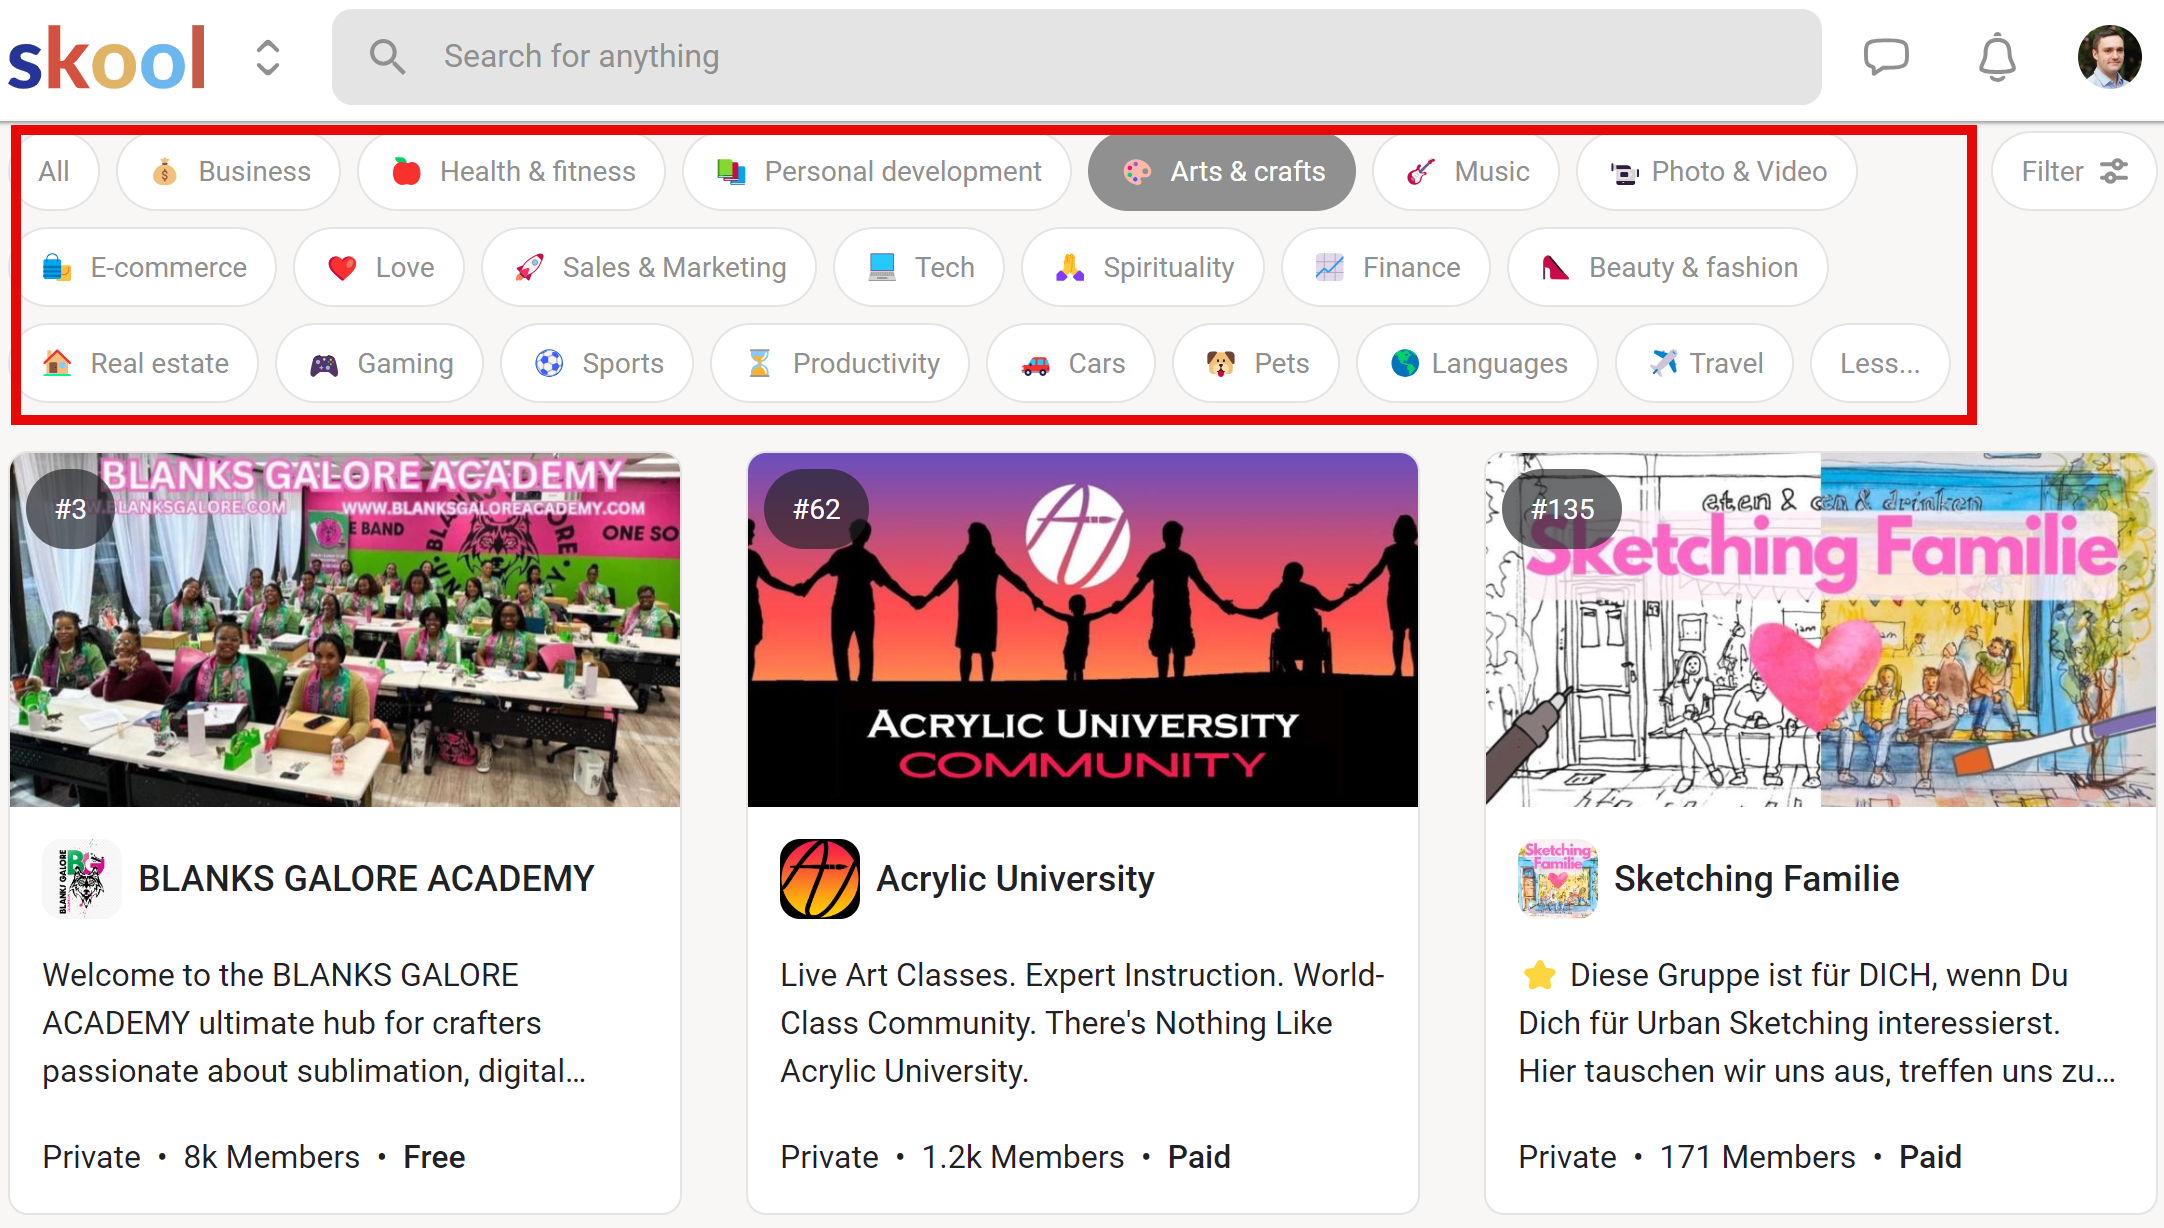 skool
Search for anything
All
Business
Health & fitness
Personal development
Arts & crafts
Music
Photo & Video
Filter
E-commerce
Love
Sales & Marketing
Tech
Spirituality
Finance
Beauty & fashion
Real estate
Gaming
Sports
Productivity
Cars
Pets
Languages
Travel
Less...
BLANKS GALORE ACADEMY
#3
WWW.BLANKSGALOREACADEMY.COM
E BAND
ONE SO
#62
ACRYLIC UNIVERSITY
COMMUNITY
#135
eten & drinken
Sketching Familie
BLANKS GALORE
BG
BLANKS GALORE ACADEMY
Acrylic University
Sketching
Familie
Sketching Familie
Welcome to the BLANKS GALORE
ACADEMY ultimate hub for crafters
passionate about sublimation, digital...
Live Art Classes. Expert Instruction. World-
Class Community. There's Nothing Like
Acrylic University.
Diese Gruppe ist für DICH, wenn Du
Dich für Urban Sketching interessierst.
Hier tauschen wir uns aus, treffen uns zu...
Private • 8k Members • Free
Private • 1.2k Members • Paid
Private • 171 Members • Paid